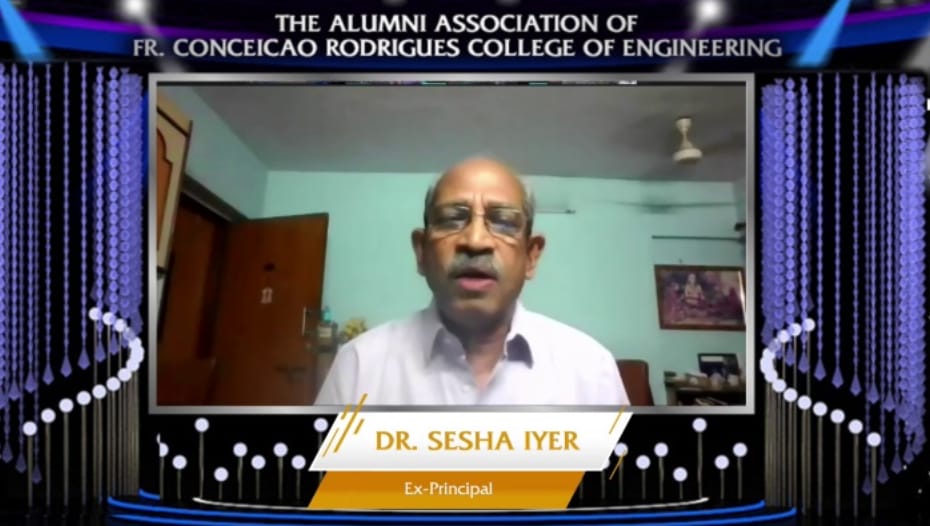 THE ALUMNI ASSOCIATION OF
FR. CONCEICAO RODRIGUES COLLEGE OF ENGINEERING
DR. SESHA IYER
Ex-Principal